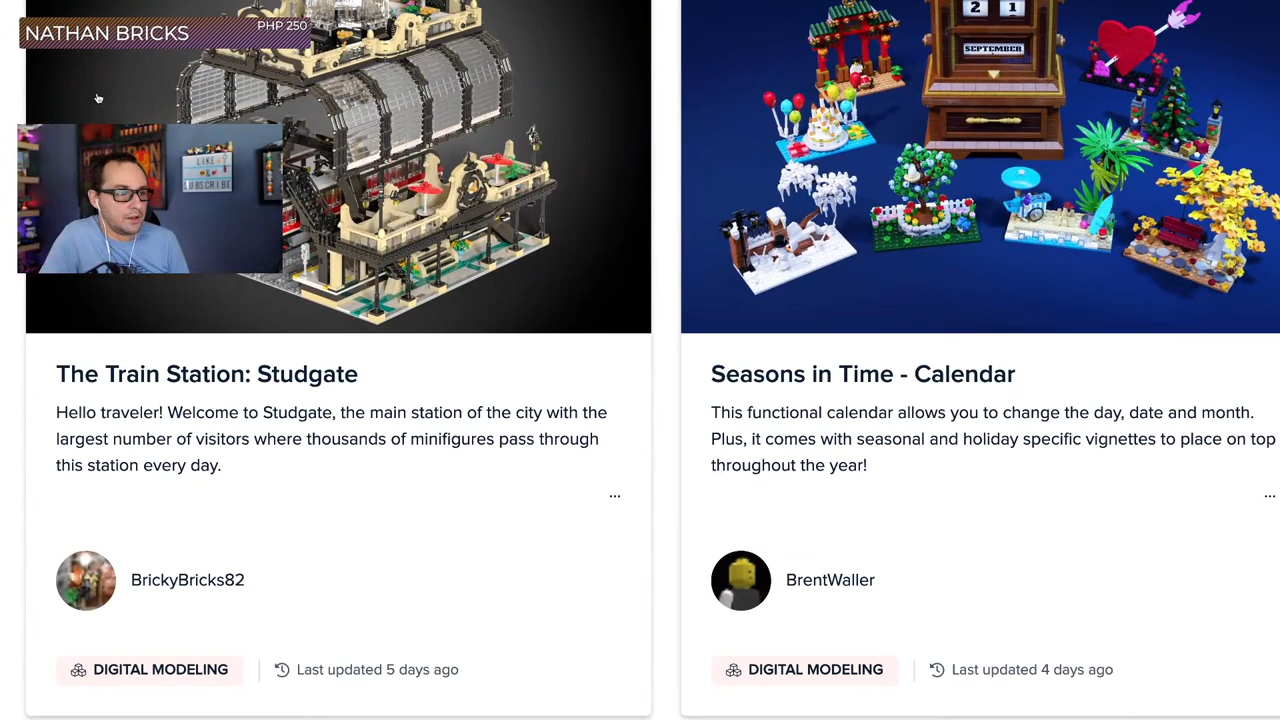 NATHAN BRICKS
PHP 250
LIKE
&
SUBSCRIBE
2 1
SEPTEMBER
The Train Station: Studgate
Hello traveler! Welcome to Studgate, the main station of the city with the
largest number of visitors where thousands of minifigures pass through
this station every day.
...
BrickyBricks82
DIGITAL MODELING
Last updated 5 days ago
Seasons in Time - Calendar
This functional calendar allows you to change the day, date and month.
Plus, it comes with seasonal and holiday specific vignettes to place on top
throughout the year!
...
BrentWaller
DIGITAL MODELING
Last updated 4 days ago